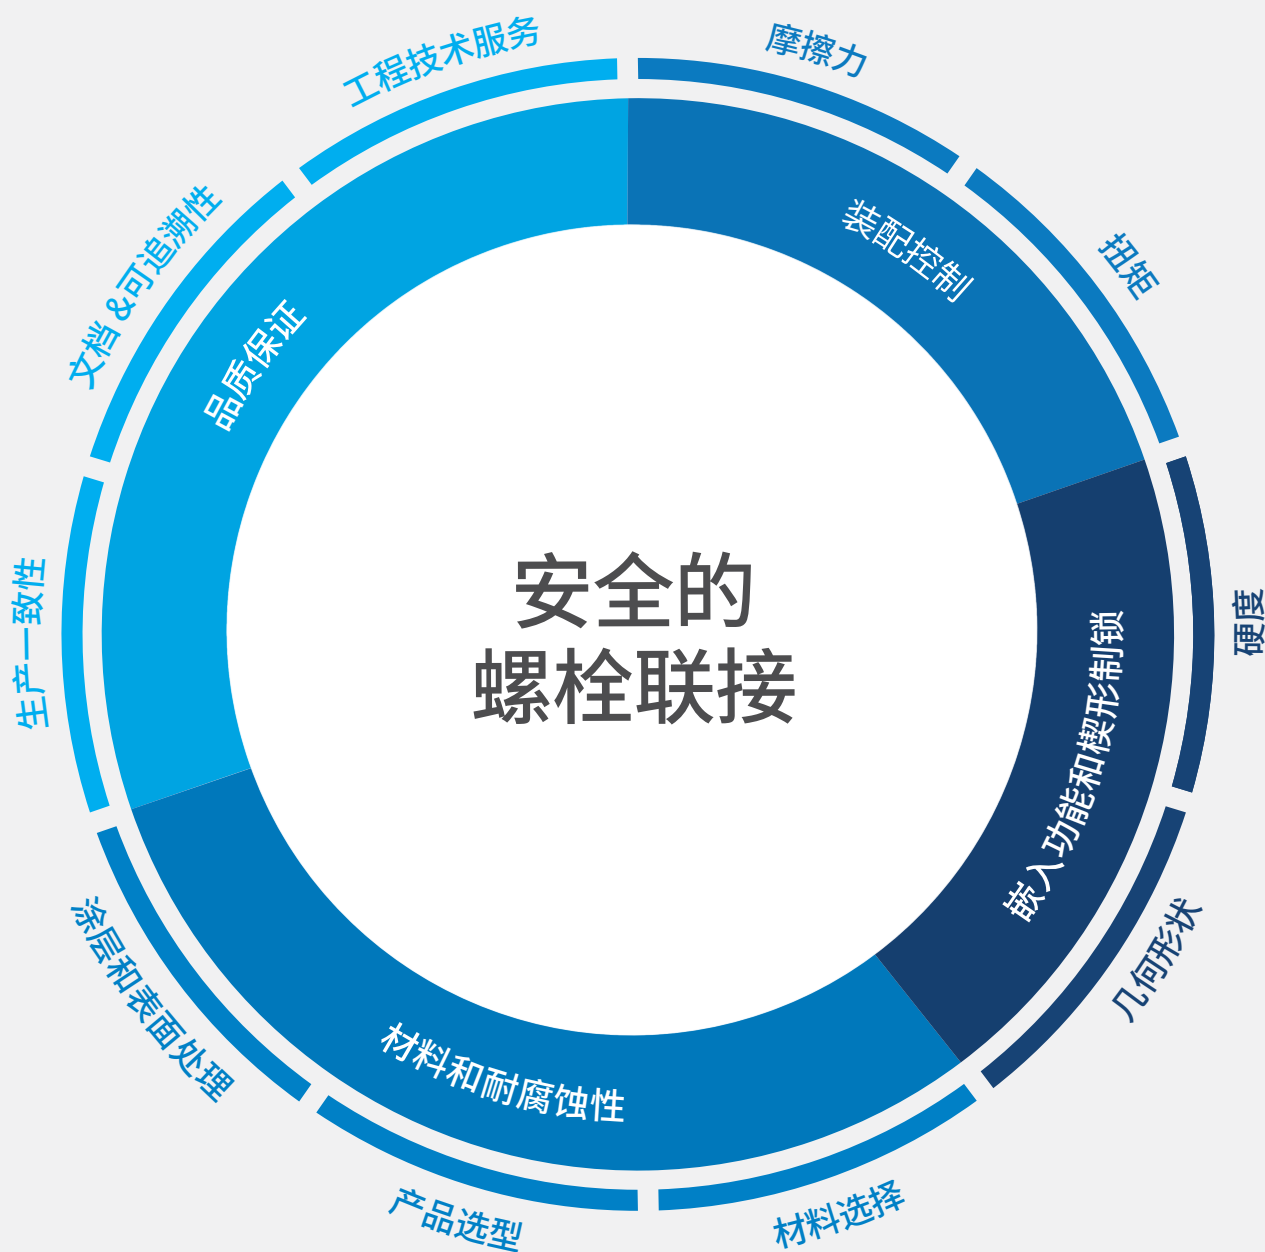 安全的
螺栓联接
装配控制
嵌入功能和楔形制锁
材料和耐腐蚀性
品质保证
摩擦力
扭矩
硬度
几何形状
材料选择
产品选型
涂层和表面处理
生产一致性
文档 &可追溯性
工程技术服务